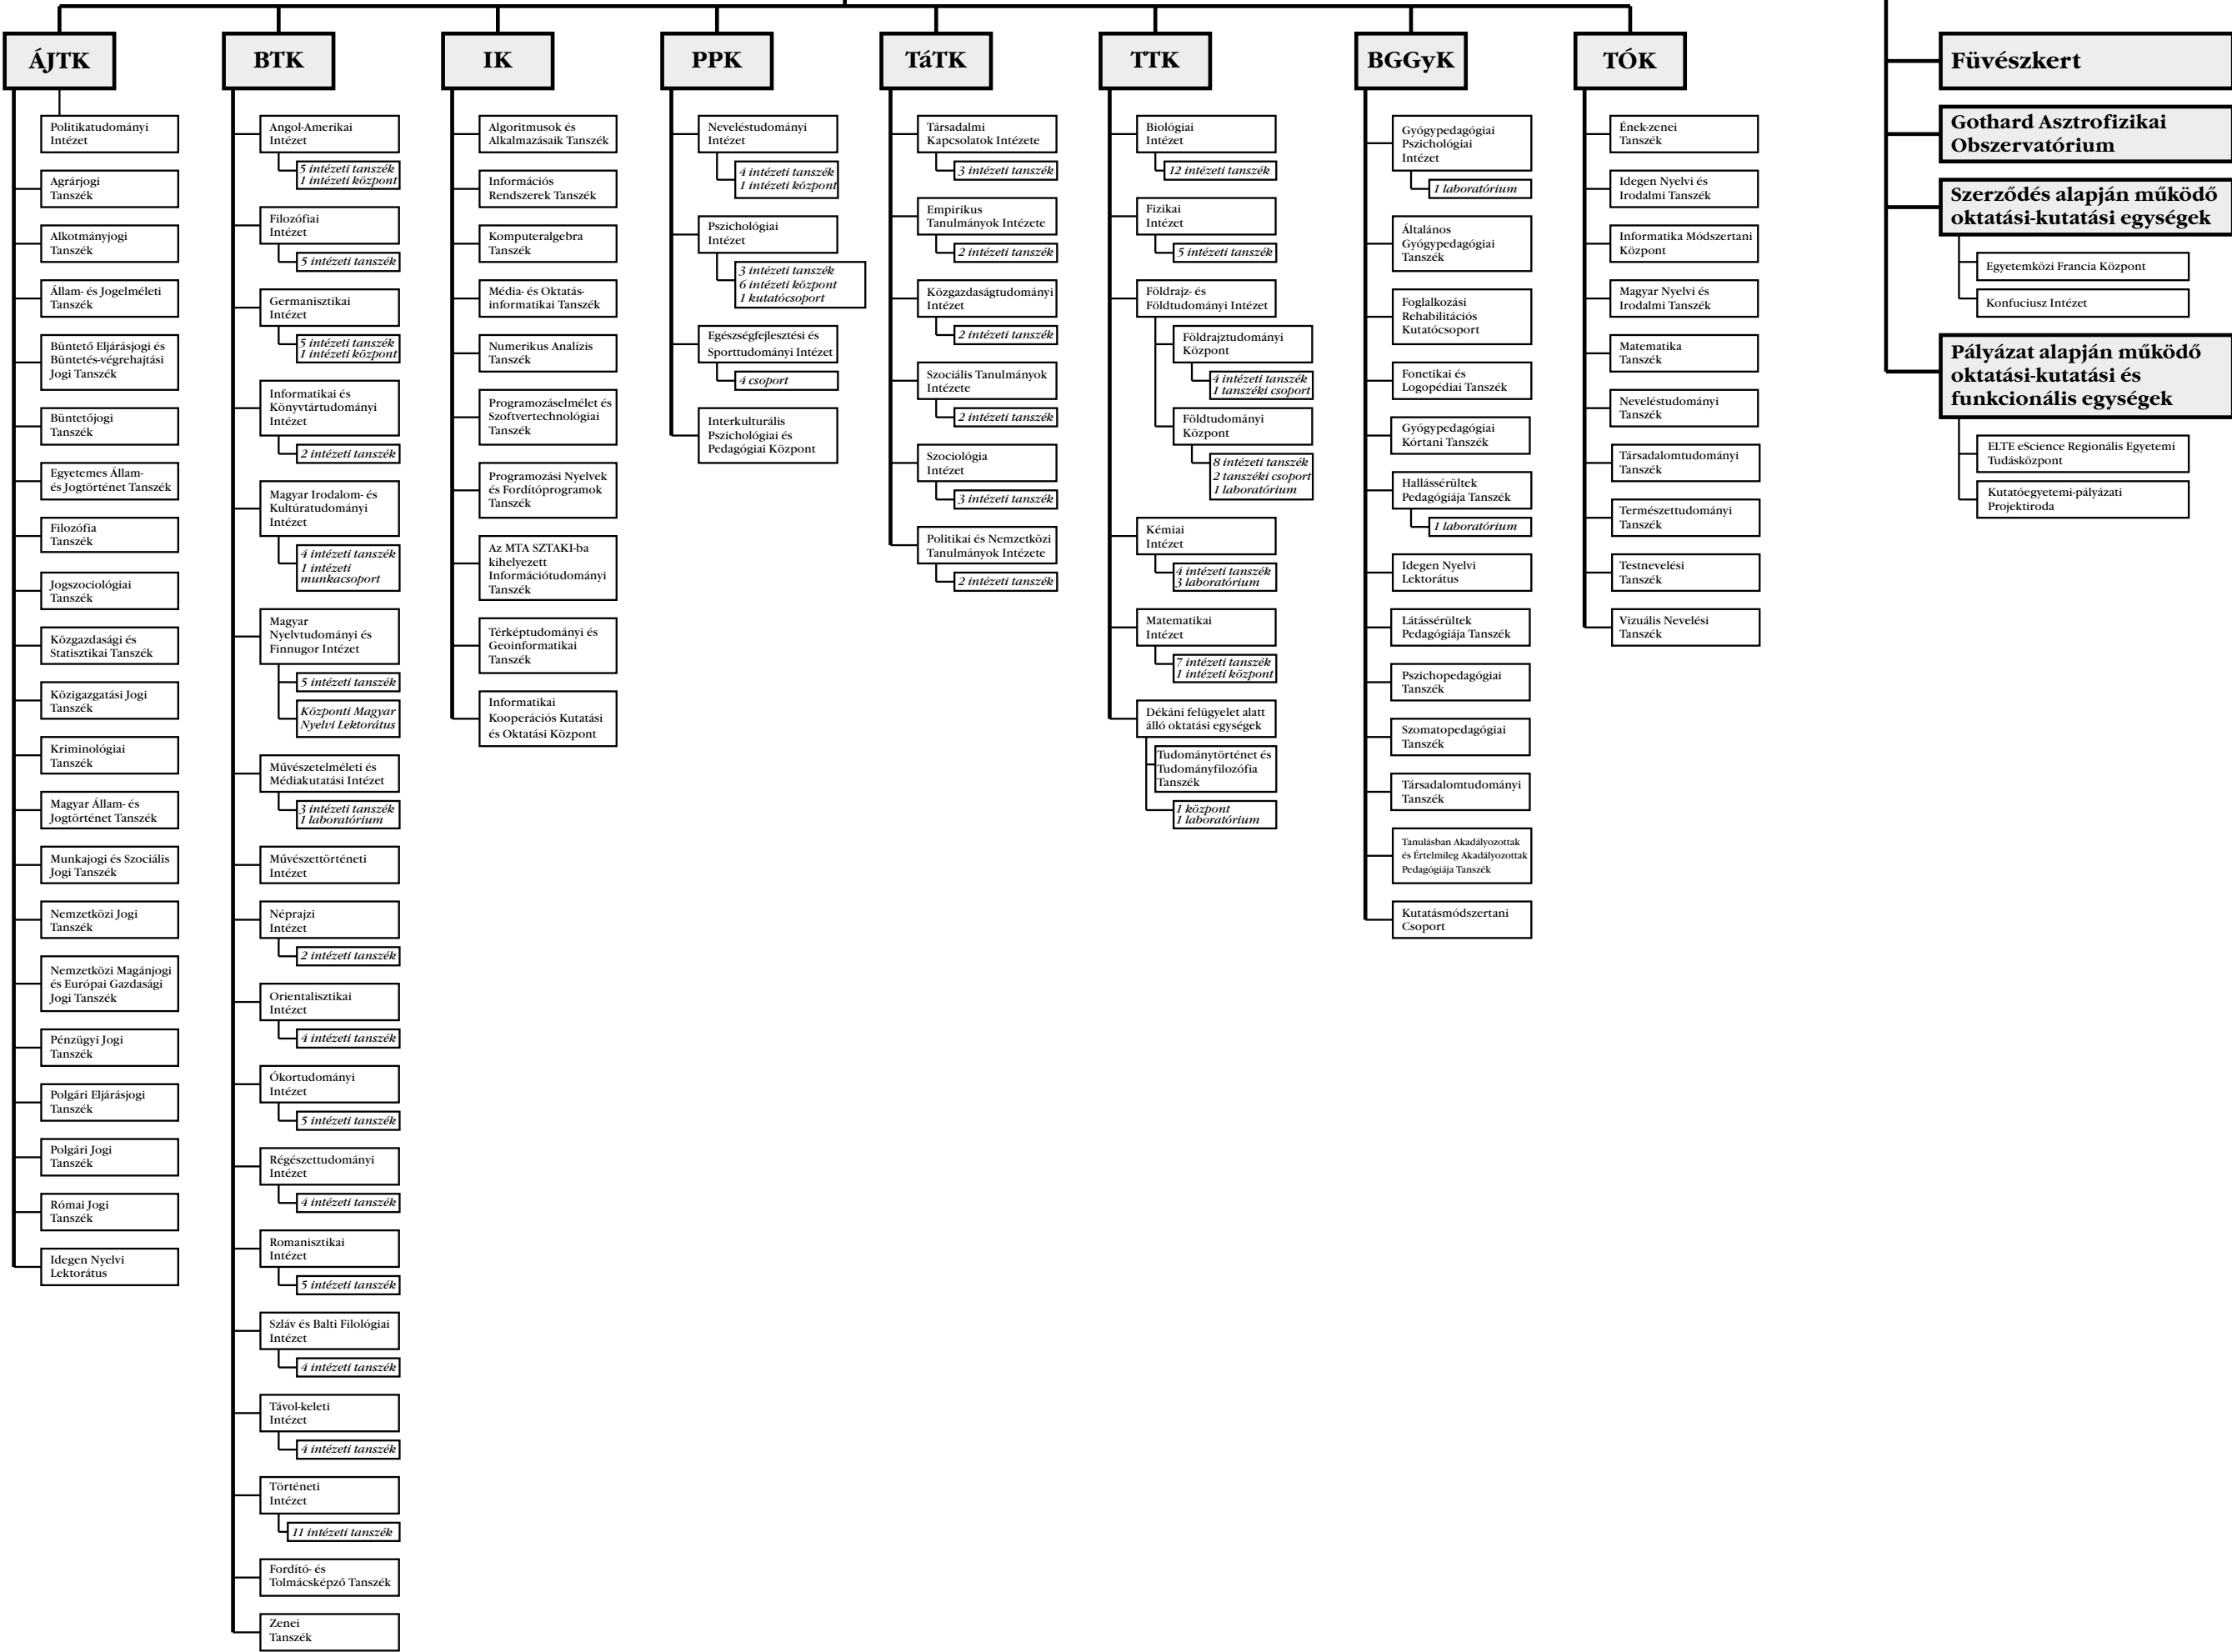 ÁJTK
Politikatudományi
Intézet
Agrárjogi
Tanszék
Alkotmányjogi
Tanszék
Állam- és Jogelméleti
Tanszék
Büntető Eljárásjogi és
Büntetés-végrehajtási
Jogi Tanszék
Büntetőjogi
Tanszék
Egyetemes Állam-
és Jogtörténet Tanszék
Filozófia
Tanszék
Jogszociológiai
Tanszék
Közgazdasági és
Statisztikai Tanszék
Közigazgatási Jogi
Tanszék
Kriminológiai
Tanszék
Magyar Állam- és
Jogtörténet Tanszék
Munkajogi és Szociális
Jogi Tanszék
Nemzetközi Jogi
Tanszék
Nemzetközi Magánjogi
és Európai Gazdasági
Jogi Tanszék
Pénzügyi Jogi
Tanszék
Polgári Eljárásjogi
Tanszék
Polgári Jogi
Tanszék
Római Jogi
Tanszék
Idegen Nyelvi
Lektorátus
BTK
Angol-Amerikai
Intézet
5 intézeti tanszék
1 intézeti központ
Filozófiai
Intézet
5 intézeti tanszék
Germanisztikai
Intézet
5 intézeti tanszék
1 intézeti központ
Informatikai és
Könyvtártudományi
Intézet
2 intézeti tanszék
Magyar Irodalom- és
Kultúratudományi
Intézet
4 intézeti tanszék
1 intézeti
munkacsoport
Magyar
Nyelvtudományi és
Finnugor Intézet
5 intézeti tanszék
Központi Magyar
Nyelvi Lektorátus
Művészetelméleti és
Médiakutatási Intézet
3 intézeti tanszék
1 laboratórium
Művészettörténeti
Intézet
Néprajzi
Intézet
2 intézeti tanszék
Orientalisztikai
Intézet
4 intézeti tanszék
Ókortudományi
Intézet
5 intézeti tanszék
Régészettudományi
Intézet
4 intézeti tanszék
Romanisztikai
Intézet
5 intézeti tanszék
Szláv és Balti Filológiai
Intézet
4 intézeti tanszék
Távol-keleti
Intézet
4 intézeti tanszék
Történeti
Intézet
11 intézeti tanszék
Fordító- és
Tolmácsképző Tanszék
Zenei
Tanszék
IK
Algoritmusok és
Alkalmazásaik Tanszék
Információs
Rendszerek Tanszék
Komputeralgebra
Tanszék
Média- és Oktatás-
informatikai Tanszék
Numerikus Analízis
Tanszék
Programozáselmélet és
Szoftvertechnológiai
Tanszék
Programozási Nyelvek
és Fordítóprogramok
Tanszék
Az MTA SZTAKI-ba
kihelyezett
Információtudományi
Tanszék
Térképtudományi és
Geoinformatikai
Tanszék
Informatikai
Kooperációs Kutatási
és Oktatási Központ
PPK
Neveléstudományi
Intézet
4 intézeti tanszék
1 intézeti központ
Pszichológiai
Intézet
3 intézeti tanszék
6 intézeti központ
1 kutatócsoport
Egészségfejlesztési és
Sporttudományi Intézet
4 csoport
Interkulturális
Pszichológiai és
Pedagógiai Központ
TáTK
Társadalmi
Kapcsolatok Intézete
3 intézeti tanszék
Empirikus
Tanulmányok Intézete
2 intézeti tanszék
Közgazdaságtudományi
Intézet
2 intézeti tanszék
Szociális Tanulmányok
Intézete
2 intézeti tanszék
Szociológia
Intézet
3 intézeti tanszék
Politikai és Nemzetközi
Tanulmányok Intézete
2 intézeti tanszék
TTK
Biológiai
Intézet
12 intézeti tanszék
Fizikai
Intézet
5 intézeti tanszék
Földrajz- és
Földtudományi Intézet
Földrajztudományi
Központ
4 intézeti tanszék
1 tanszéki csoport
Földtudományi
Központ
8 intézeti tanszék
2 tanszéki csoport
1 laboratórium
Kémiai
Intézet
4 intézeti tanszék
3 laboratórium
Matematikai
Intézet
7 intézeti tanszék
1 intézeti központ
Dékáni felügyelet alatt
álló oktatási egységek
Tudománytörténet és
Tudományfilozófia
Tanszék
1 központ
1 laboratórium
BGGyK
Gyógypedagógiai
Pszichológiai
Intézet
1 laboratórium
Általános
Gyógypedagógiai
Tanszék
Foglalkozási
Rehabilitációs
Kutatócsoport
Fonetikai és
Logopédiai Tanszék
Gyógypedagógiai
Kórtani Tanszék
Hallássérültek
Pedagógiája Tanszék
1 laboratórium
Idegen Nyelvi
Lektorátus
Látássérültek
Pedagógiája Tanszék
Pszichopedagógiai
Tanszék
Szomatopedagógiai
Tanszék
Társadalomtudományi
Tanszék
Tanulásban Akadályozottak
és Értelmileg Akadályozottak
Pedagógiája Tanszék
Kutatásmódszertani
Csoport
TÓK
Ének-zenei
Tanszék
Idegen Nyelvi és
Irodalmi Tanszék
Informatika Módszertani
Központ
Magyar Nyelvi és
Irodalmi Tanszék
Matematika
Tanszék
Neveléstudományi
Tanszék
Társadalomtudományi
Tanszék
Természettudományi
Tanszék
Testnevelési
Tanszék
Vizuális Nevelési
Tanszék
Füvészkert
Gothard Asztrofizikai
Obszervatórium
Szerződés alapján működő
oktatási-kutatási egységek
Egyetemközi Francia Központ
Konfuciusz Intézet
Pályázat alapján működő
oktatási-kutatási és
funkcionális egységek
ELTE eScience Regionális Egyetemi
Tudásközpont
Kutatóegyetemi-pályázati
Projektiroda